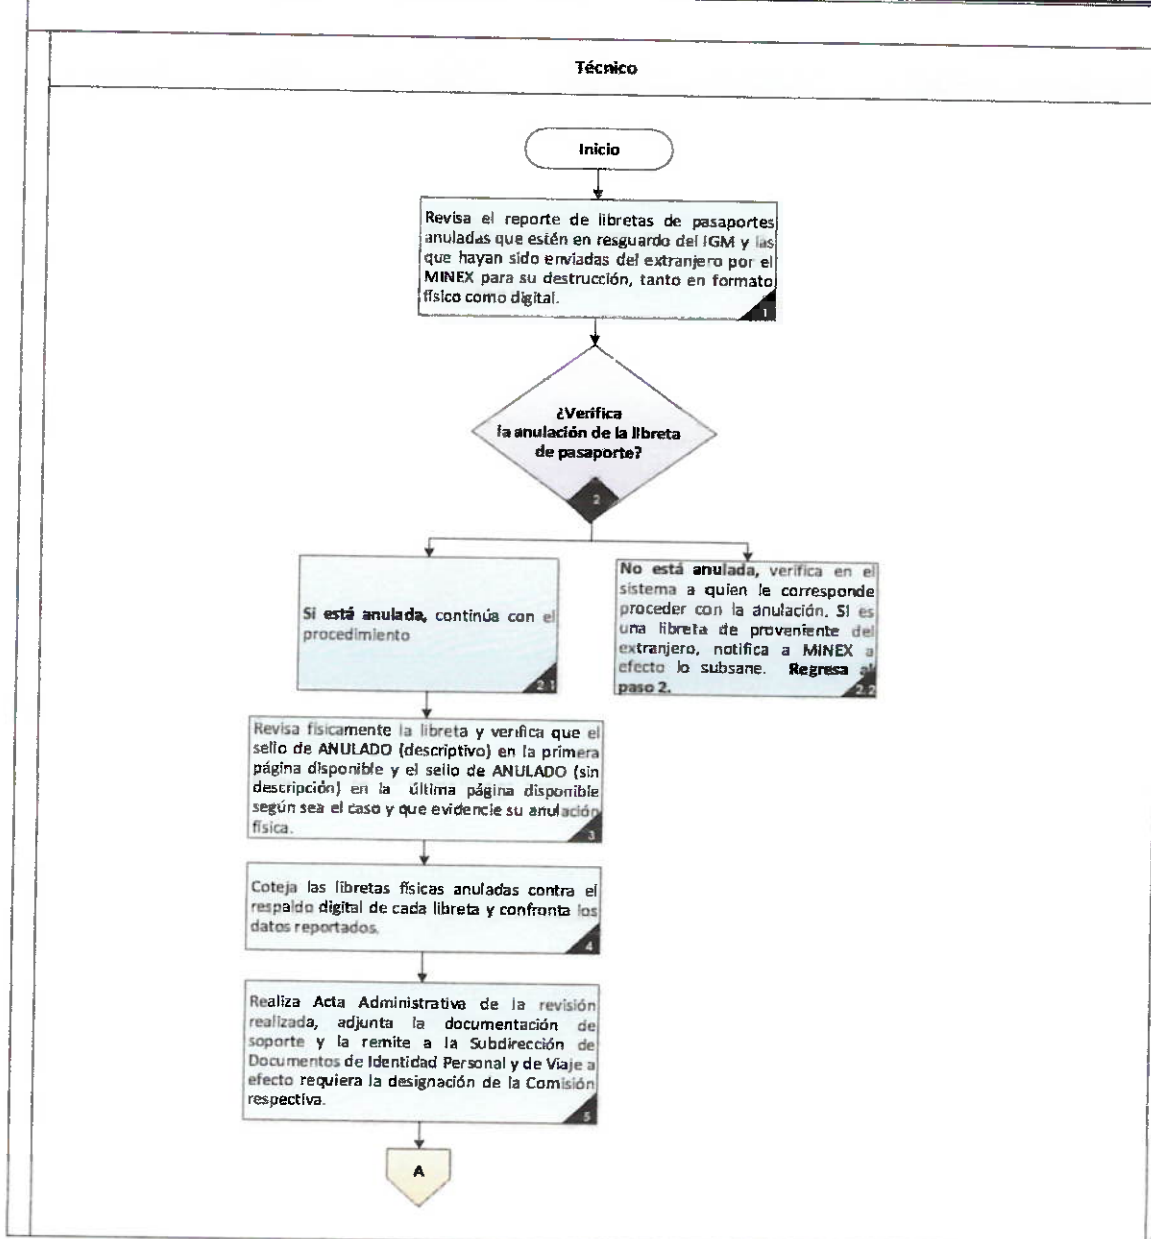 Técnico
Inicio
Revisa el reporte de libretas de pasaportes
anuladas que estén en resguardo del IGM y las
que hayan sido enviadas del extranjero por el
MINEX para su destrucción, tanto en formato
físico como digital.
1
¿Verifica
la anulación de la libreta
de pasaporte?
2
Si está anulada, continúa con el
procedimiento
2.1
No está anulada, verifica en el
sistema a quien le corresponde
proceder con la anulación. SI es
una libreta de proveniente del
extranjero, notifica a MINEX a
efecto lo subsane. Regresa al
paso 2.
2.2
Revisa físicamente la libreta y verifica que el
sello de ANULADO (descriptivo) en la primera
página disponible y el sello de ANULADO (sin
descripción) en la última página disponible
según sea el caso y que evidencie su anulación
física.
3
Coteja las libretas físicas anuladas contra el
respaldo digital de cada libreta y confronta los
datos reportados.
4
Realiza Acta Administrativa de la revisión
realizada, adjunta la documentación de
soporte y la remite a la Subdirección de
Documentos de Identidad Personal y de Viaje a
efecto requiera la designación de la Comisión
respectiva.
5
A